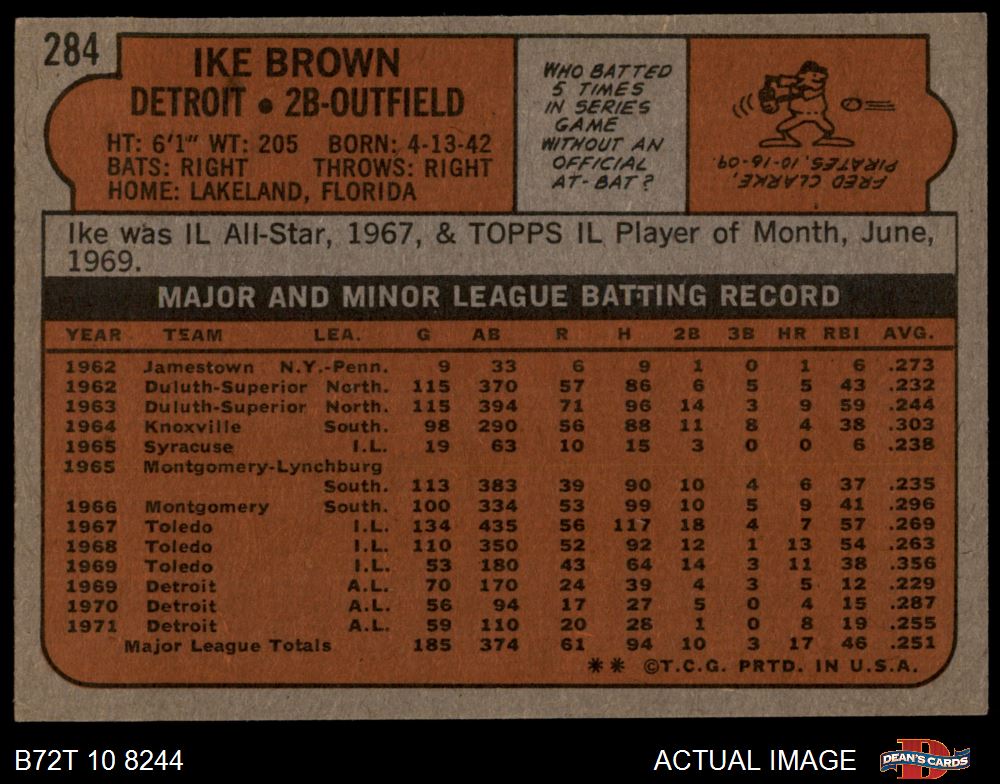 284
IKE BROWN
DETROIT • 2B-OUTFIELD
HT: 6'1" WT: 205 BORN: 4-13-42
BATS: RIGHT THROWS: RIGHT
HOME: LAKELAND, FLORIDA
WHO BATTED
5 TIMES
IN SERIES
GAME
WITHOUT AN
OFFICIAL
AT-BAT?
FRED CLARKE,
PIRATES, 10-16-09.
Ike was IL All-Star, 1967, & TOPPS IL Player of Month, June,
1969.
MAJOR AND MINOR LEAGUE BATTING RECORD
YEAR TEAM LEA. G AB R H 2B 3B HR RBI AVG.
1962 Jamestown N.Y.-Penn. 9 33 6 9 1 0 1 6 .273
1962 Duluth-Superior North. 115 370 57 86 6 5 5 43 .232
1963 Duluth-Superior North. 115 394 71 96 14 3 9 59 .244
1964 Knoxville South. 98 290 56 88 11 8 4 38 .303
1965 Syracuse I.L. 19 63 10 15 3 0 0 6 .238
1965 Montgomery-Lynchburg
South. 113 383 39 90 10 4 6 37 .235
1966 Montgomery South. 100 334 53 99 10 5 9 41 .296
1967 Toledo I.L. 134 435 56 117 18 4 7 57 .269
1968 Toledo I.L. 110 350 52 92 12 1 13 54 .263
1969 Toledo I.L. 53 180 43 64 14 3 11 38 .356
1969 Detroit A.L. 70 170 24 39 4 3 5 12 .229
1970 Detroit A.L. 56 94 17 27 5 0 4 15 .287
1971 Detroit A.L. 59 110 20 28 1 0 8 19 .255
Major League Totals 185 374 61 94 10 3 17 46 .251
** ©T.C.G. PRTD. IN U.S.A.
B72T 10 8244
ACTUAL IMAGE
DEAN'S CARDS